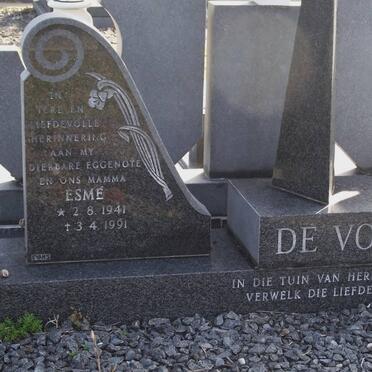 IN
TERE EN
LIEFDEVOLLE
HERINNERING
AAN MY
DIERBARE EGGENOTE
EN ONS MAMMA
ESMÉ
* 2.8.1941
† 3.4.1991
DE VO
IN DIE TUIN VAN HER
VERWELK DIE LIEFDE